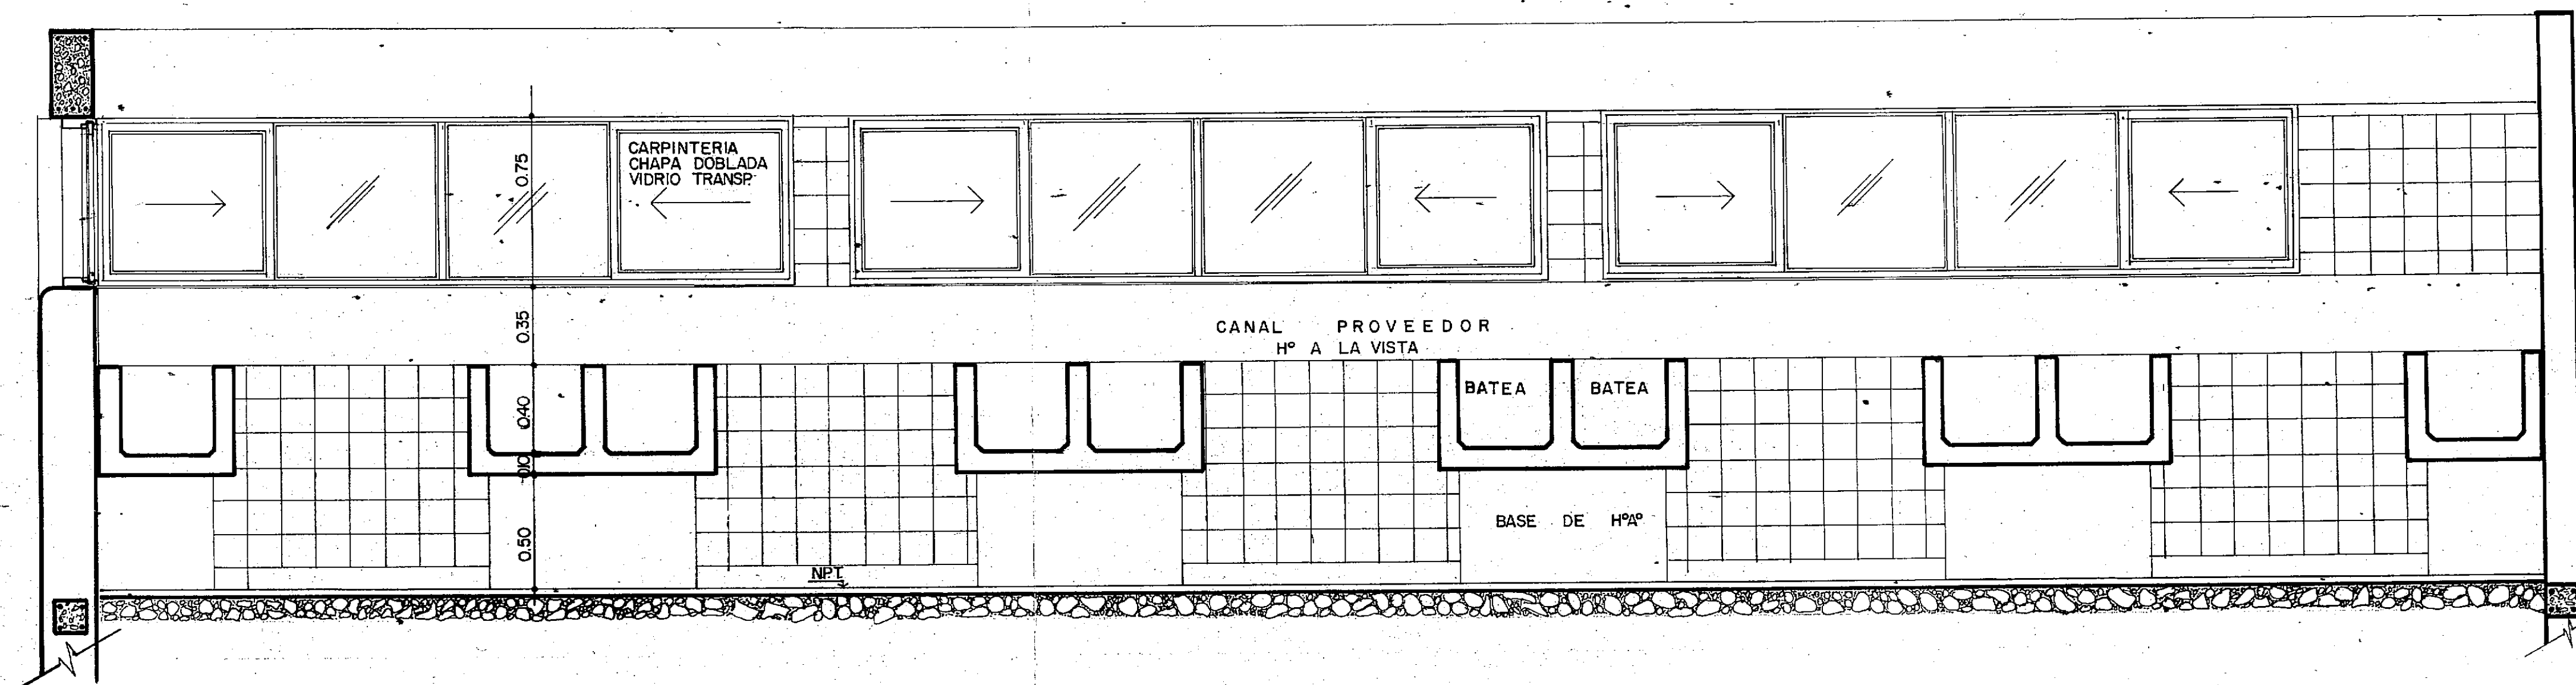 CARPINTERIA
CHAPA DOBLADA
VIDRIO TRANSP.
0.75
0.35
CANAL PROVEEDOR
Hº A LA VISTA
0.40
BATEA BATEA
0.10
BASE DE HºAº
0.50
N.P.T.